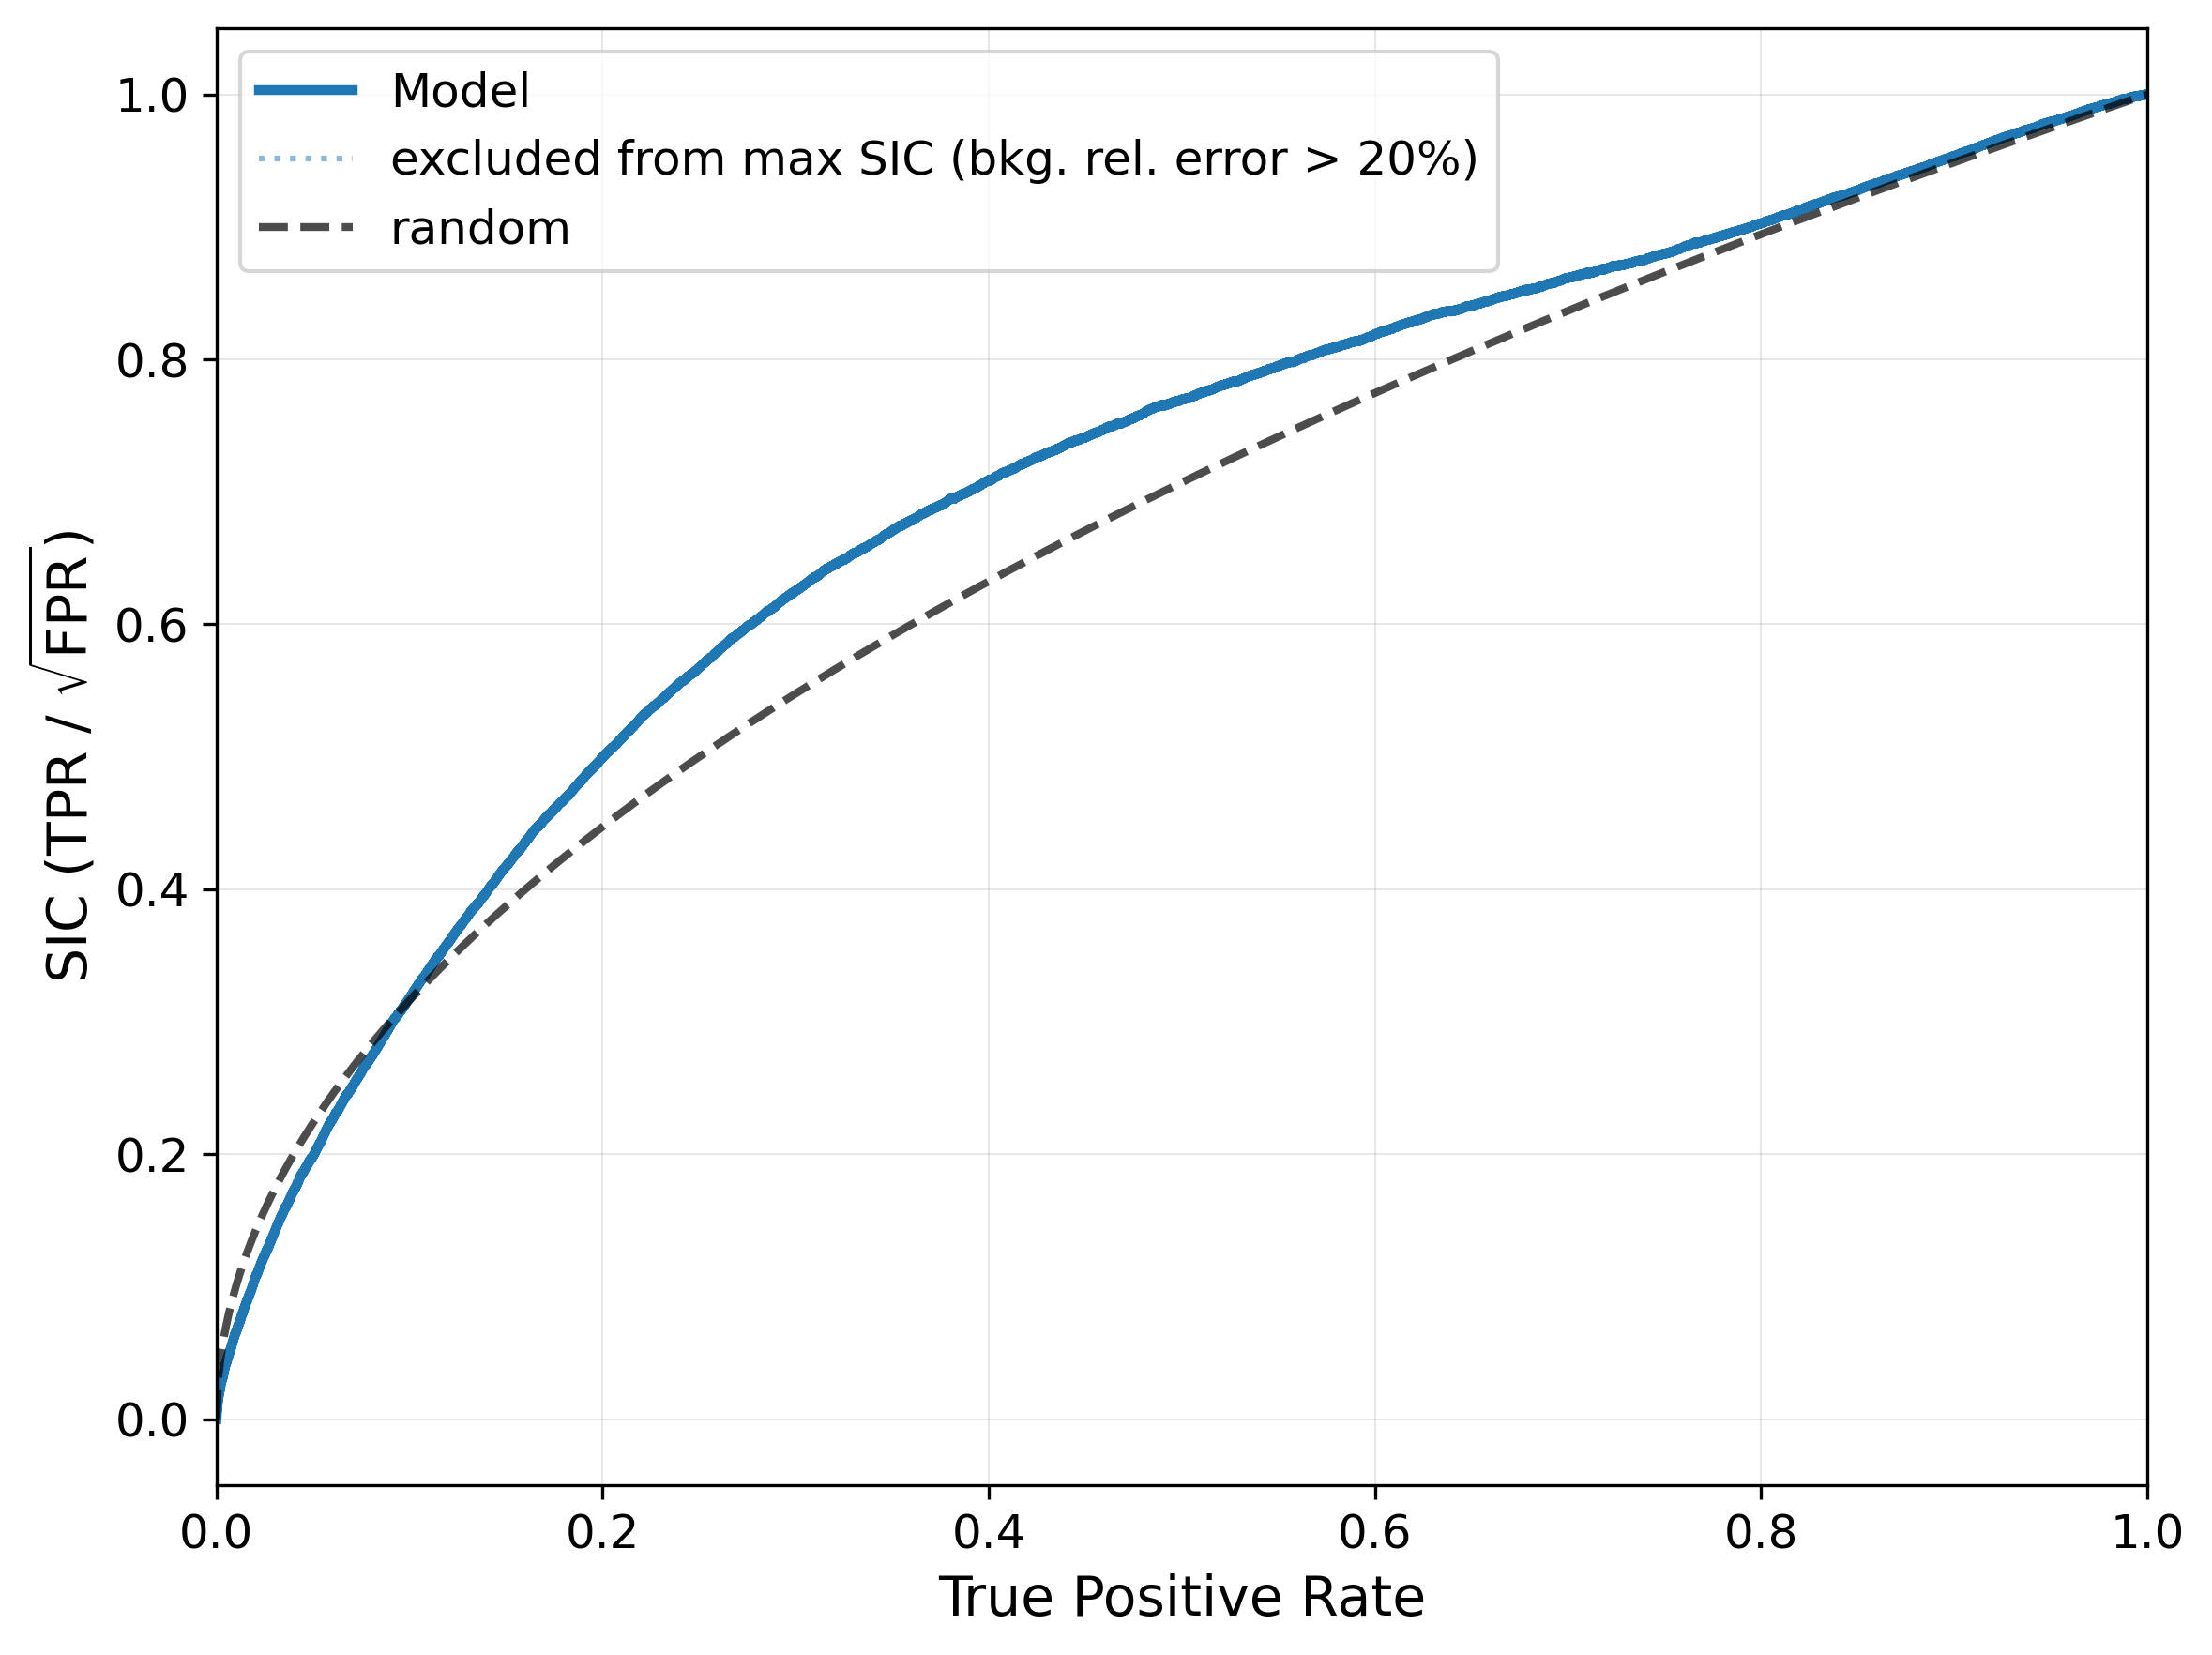 Model
excluded from max SIC (bkg. rel. error > 20%)
random
SIC (TPR / √FPR)
1.0
0.8
0.6
0.4
0.2
0.0
0.0 0.2 0.4 0.6 0.8 1.0
True Positive Rate